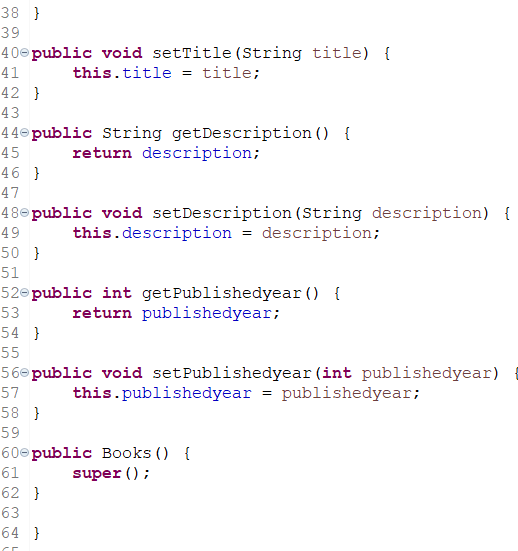 38 }
39
40 public void setTitle(String title) {
41     this.title = title;
42 }
43
44 public String getDescription() {
45     return description;
46 }
47
48 public void setDescription(String description) {
49     this.description = description;
50 }
51
52 public int getPublishedyear() {
53     return publishedyear;
54 }
55
56 public void setPublishedyear(int publishedyear) {
57     this.publishedyear = publishedyear;
58 }
59
60 public Books() {
61     super();
62 }
63
64 }